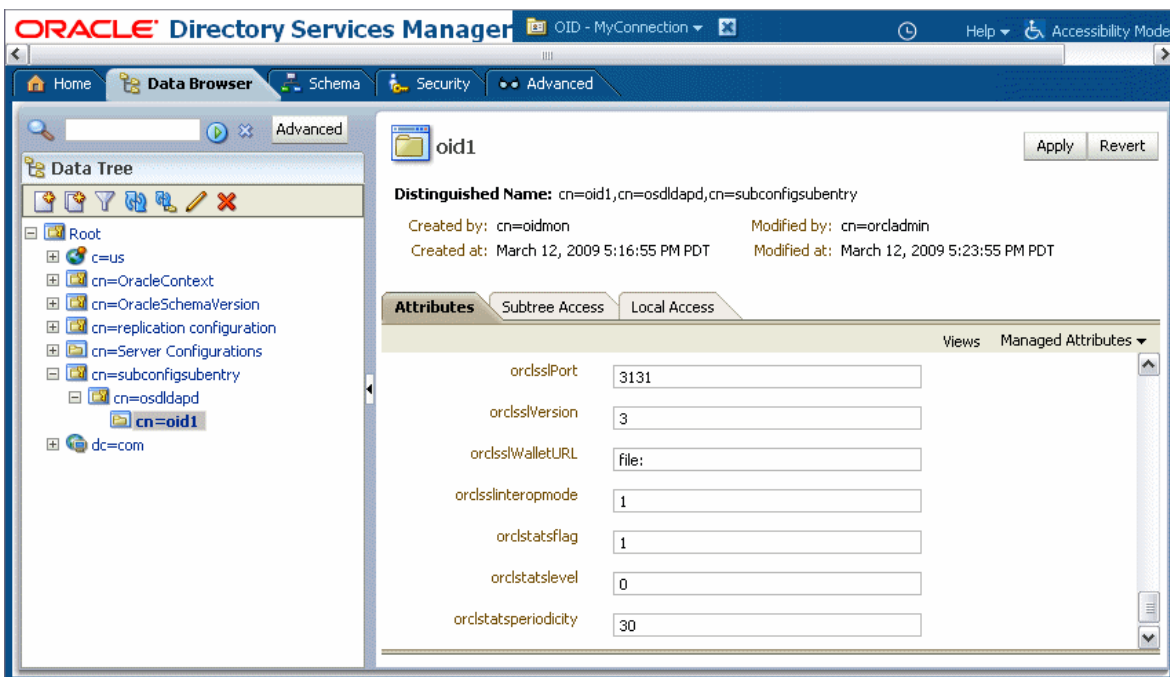 ORACLE Directory Services Manager OID - MyConnection Help Accessibility Mode
Home Data Browser Schema Security Advanced
Advanced
Data Tree
Root
c=us
cn=OracleContext
cn=OracleSchemaVersion
cn=replication configuration
cn=Server Configurations
cn=subconfigsubentry
cn=osdldapd
cn=oid1
dc=com
oid1
Apply Revert
Distinguished Name: cn=oid1,cn=osdldapd,cn=subconfigsubentry
Created by: cn=oidmon Modified by: cn=orcladmin
Created at: March 12, 2009 5:16:55 PM PDT Modified at: March 12, 2009 5:23:55 PM PDT
Attributes Subtree Access Local Access
Views Managed Attributes
orclsslPort 3131
orclsslVersion 3
orclsslWalletURL file:
orclsslinteropmode 1
orclstatsflag 1
orclstatslevel 0
orclstatsperiodicity 30